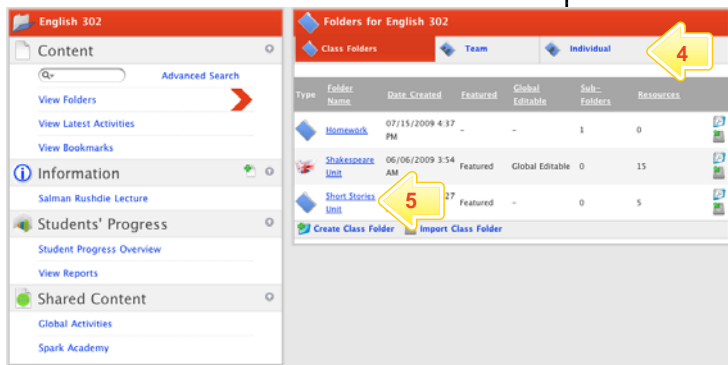 English 302
Content
Advanced Search
View Folders
View Latest Activities
View Bookmarks
Information
Salman Rushdie Lecture
Students' Progress
Student Progress Overview
View Reports
Shared Content
Global Activities
Spark Academy
Folders for English 302
Class Folders Team Individual
4
Type Folder Name Date Created Featured Global Editable Sub-Folders Resources
Homework 07/15/2009 4:37 PM - - 1 0
Shakespeare Unit 06/06/2009 3:54 AM Featured Global Editable 0 15
Short Stories Unit 5 27 Featured - 0 5
Create Class Folder Import Class Folder